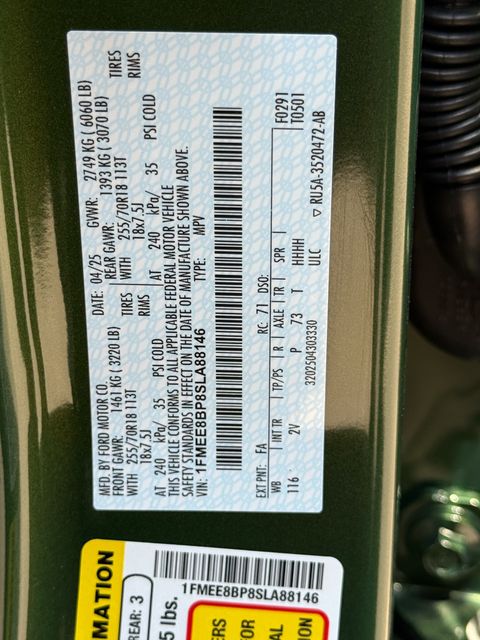 MFD. BY FORD MOTOR CO.
DATE: 04/25
GVWR: 2749 KG ( 6060 LB)
FRONT GAWR: 1461 KG ( 3220 LB)
REAR GAWR: 1393 KG ( 3070 LB)
WITH 255/70R18 113T TIRES
WITH 255/70R18 113T TIRES
18x7.5J RIMS
18x7.5J RIMS
AT 240 kPa/ 35 PSI COLD
AT 240 kPa/ 35 PSI COLD
THIS VEHICLE CONFORMS TO ALL APPLICABLE FEDERAL MOTOR VEHICLE
SAFETY STANDARDS IN EFFECT ON THE DATE OF MANUFACTURE SHOWN ABOVE.
VIN: 1FMEE8BP8SLA88146
TYPE: MPV
EXT PNT: FA RC: 71 DSO: F0291
T0501
WB INT TR TP/PS R AXLE TR SPR
116 2V P 73 T HHHH
ULC
3202504303330
▽ RU5A-3520472-AB
1FMEE8BP8SLA88146
REAR: 3